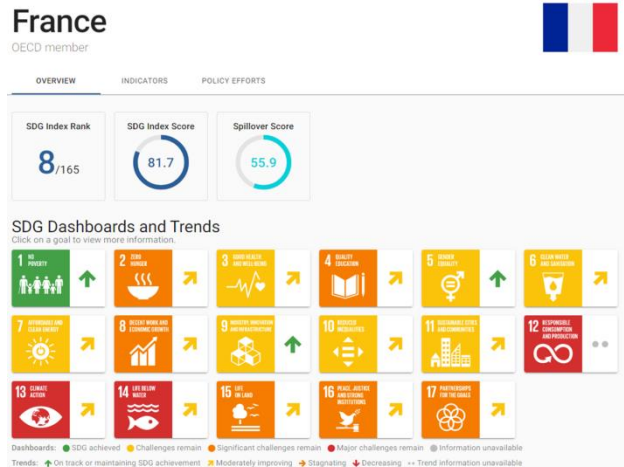 France
OECD member
OVERVIEW INDICATORS POLICY EFFORTS
SDG Index Rank SDG Index Score Spillover Score
8/165 81.7 55.9
SDG Dashboards and Trends
Click on a goal to view more information.
1 NO POVERTY
2 ZERO HUNGER
3 GOOD HEALTH AND WELL-BEING
4 QUALITY EDUCATION
5 GENDER EQUALITY
6 CLEAN WATER AND SANITATION
7 AFFORDABLE AND CLEAN ENERGY
8 DECENT WORK AND ECONOMIC GROWTH
9 INDUSTRY, INNOVATION AND INFRASTRUCTURE
10 REDUCED INEQUALITIES
11 SUSTAINABLE CITIES AND COMMUNITIES
12 RESPONSIBLE CONSUMPTION AND PRODUCTION
13 CLIMATE ACTION
14 LIFE BELOW WATER
15 LIFE ON LAND
16 PEACE, JUSTICE AND STRONG INSTITUTIONS
17 PARTNERSHIPS FOR THE GOALS
Dashboards: SDG achieved Challenges remain Significant challenges remain Major challenges remain Information unavailable
Trends: On track or maintaining SDG achievement Moderately improving Stagnating Decreasing Trend information unavailable